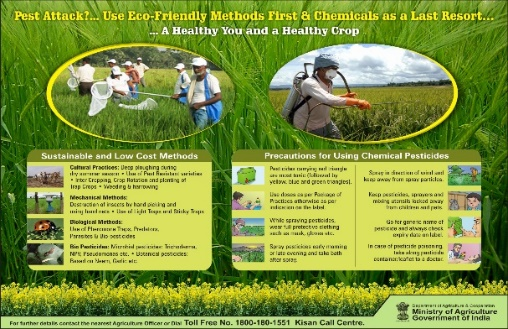 Pest Attack?... Use Eco-Friendly Methods First & Chemicals as a Last Resort...
... A Healthy You and a Healthy Crop
Sustainable and Low Cost Methods
Cultural Practices: Deep ploughing during
dry summer season • Use of Pest Resistant varieties
• Inter Cropping, Crop Rotation and planting of
Trap Crops • Weeding & harrowing
Mechanical Methods:
Destruction of insects by hand picking and
using hand nets • Use of Light Traps and Sticky Traps
Biological Methods:
Use of Pheromone Traps, Predators,
Parasites & Bio pesticides
Bio Pesticides: Microbial pesticides: Trichoderma,
NPV, Pseudomonas etc. • Botanical pesticides:
Based on Neem, Garlic etc.
Precautions for Using Chemical Pesticides
Pesticides carrying red triangle
are most toxic (followed by
yellow, blue and green triangles).
Use doses as per Package of
Practices otherwise as per
indication on the label.
While spraying pesticides,
wear full protective clothing
such as mask, gloves etc.
Spray pesticides early morning
or late evening and take bath
after spray.
Spray in direction of wind and
keep away from spray particles.
Keep pesticides, sprayers and
mixing utensils locked away
from children and pets.
Go for generic name of
pesticide and always check
expiry date on label.
In case of pesticide poisoning,
take along pesticide
container/leaflet to a doctor.
Department of Agriculture & Cooperation
Ministry of Agriculture
Government of India
For further details contact the nearest Agriculture Officer or Dial Toll Free No. 1800-180-1551 Kisan Call Centre.